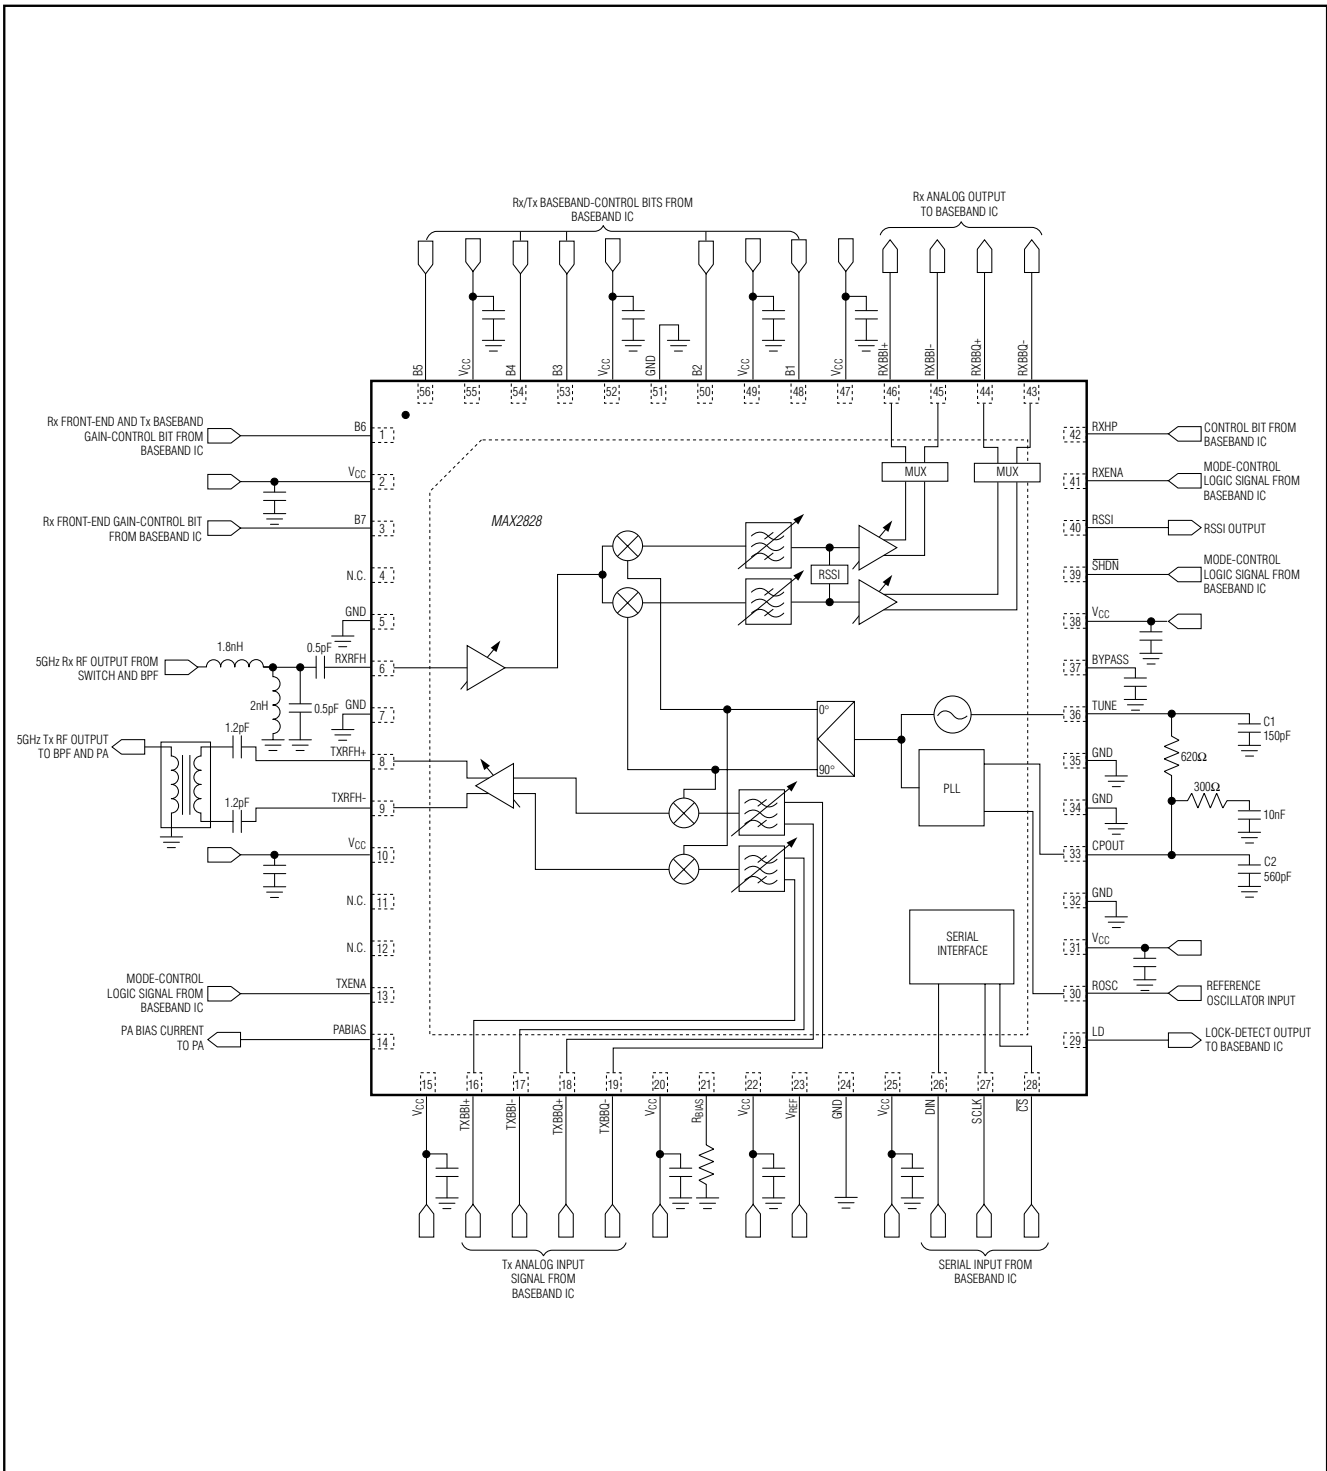 Rx/Tx BASEBAND-CONTROL BITS FROM
BASEBAND IC
Rx ANALOG OUTPUT
TO BASEBAND IC
B5
VCC
B4
B3
VCC
GND
B2
VCC
B1
VCC
RXBBI+
RXBBI-
RXBBQ+
RXBBQ-
56
55
54
53
52
51
50
49
48
47
46
45
44
43
Rx FRONT-END AND Tx BASEBAND
GAIN-CONTROL BIT FROM
BASEBAND IC
B6
1
VCC
2
Rx FRONT-END GAIN-CONTROL BIT
FROM BASEBAND IC
B7
3
N.C.
4
GND
5
5GHz Rx RF OUTPUT FROM
SWITCH AND BPF
1.8nH
0.5pF
RXRFH
6
2nH
0.5pF
GND
7
5GHz Tx RF OUTPUT
TO BPF AND PA
1.2pF
TXRFH+
8
1.2pF
TXRFH-
9
VCC
10
N.C.
11
N.C.
12
MODE-CONTROL
LOGIC SIGNAL FROM
BASEBAND IC
TXENA
13
PA BIAS CURRENT
TO PA
PABIAS
14
MAX2828
MUX
MUX
RSSI
0°
90°
PLL
SERIAL
INTERFACE
42
RXHP
CONTROL BIT FROM
BASEBAND IC
41
RXENA
MODE-CONTROL
LOGIC SIGNAL FROM
BASEBAND IC
40
RSSI
RSSI OUTPUT
39
SHDN
MODE-CONTROL
LOGIC SIGNAL FROM
BASEBAND IC
38
VCC
37
BYPASS
36
TUNE
C1
150pF
620Ω
35
GND
300Ω
34
GND
10nF
33
CPOUT
C2
560pF
32
GND
31
VCC
30
ROSC
REFERENCE
OSCILLATOR INPUT
29
LD
LOCK-DETECT OUTPUT
TO BASEBAND IC
15
16
17
18
19
20
21
22
23
24
25
26
27
28
VCC
TXBBI+
TXBBI-
TXBBQ+
TXBBQ-
VCC
RBIAS
VCC
VREF
GND
VCC
DIN
SCLK
CS
Tx ANALOG INPUT
SIGNAL FROM
BASEBAND IC
SERIAL INPUT FROM
BASEBAND IC